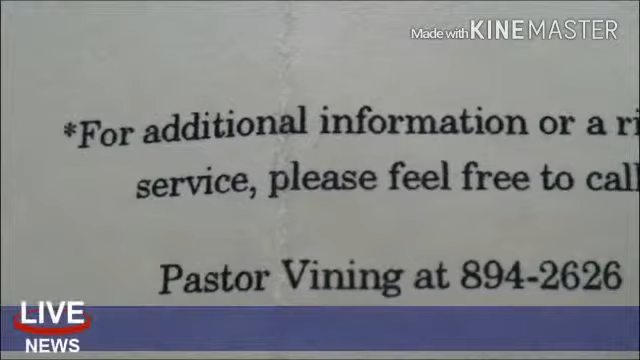 Made with KINEMASTER
*For additional information or a ri
service, please feel free to call
Pastor Vining at 894-2626
LIVE
NEWS